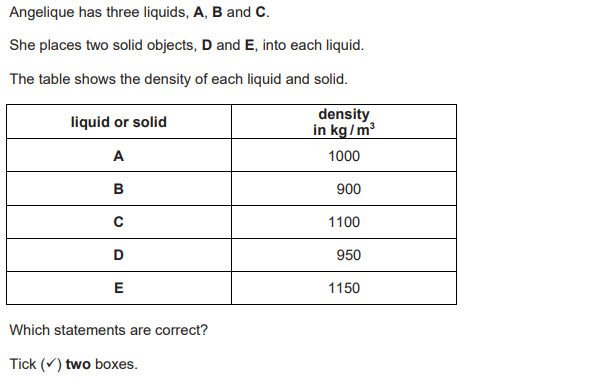 Angelique has three liquids, A, B and C.
She places two solid objects, D and E, into each liquid.
The table shows the density of each liquid and solid.
liquid or solid
density
in kg / m³
A
1000
B
900
C
1100
D
950
E
1150
Which statements are correct?
Tick (✓) two boxes.